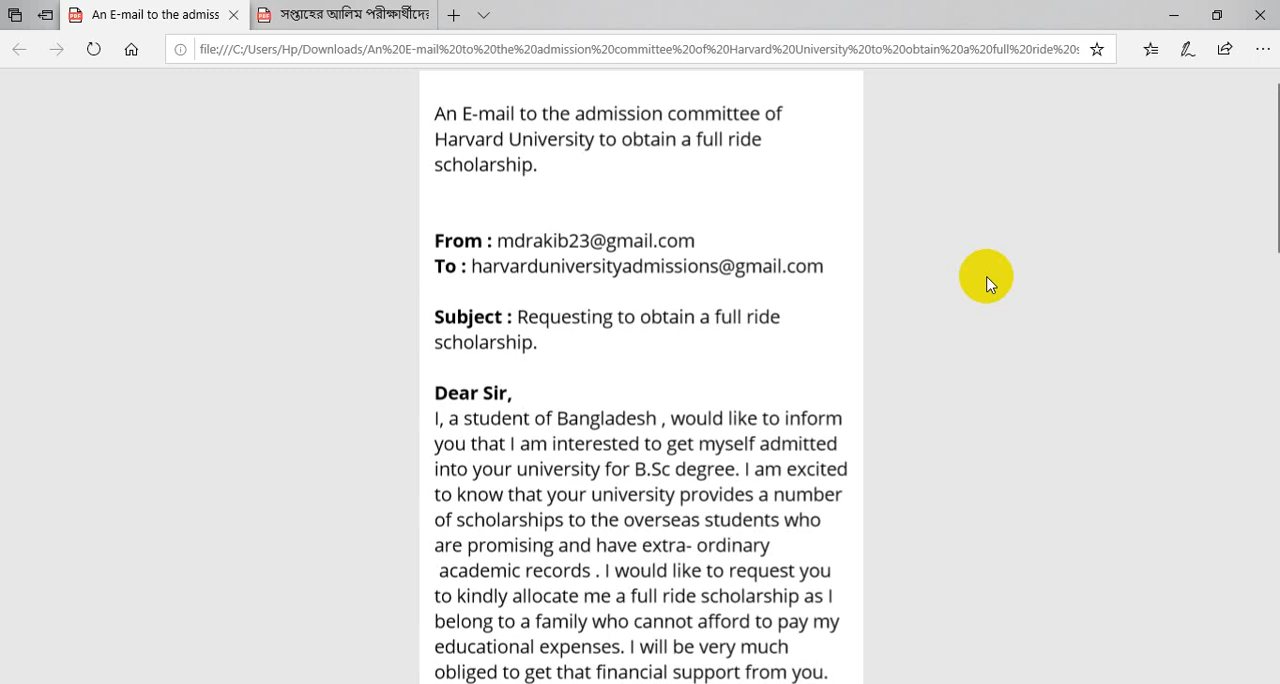 An E-mail to the admiss
সপ্তাহের আলিম পরীক্ষার্থীদের
file:///C:/Users/Hp/Downloads/An%20E-mail%20to%20the%20admission%20committee%20of%20Harvard%20University%20to%20obtain%20a%20full%20ride%20s
An E-mail to the admission committee of
Harvard University to obtain a full ride
scholarship.
From : mdrakib23@gmail.com
To : harvarduniversityadmissions@gmail.com
Subject : Requesting to obtain a full ride
scholarship.
Dear Sir,
I, a student of Bangladesh , would like to inform
you that I am interested to get myself admitted
into your university for B.Sc degree. I am excited
to know that your university provides a number
of scholarships to the overseas students who
are promising and have extra- ordinary
academic records . I would like to request you
to kindly allocate me a full ride scholarship as I
belong to a family who cannot afford to pay my
educational expenses. I will be very much
obliged to get that financial support from you.